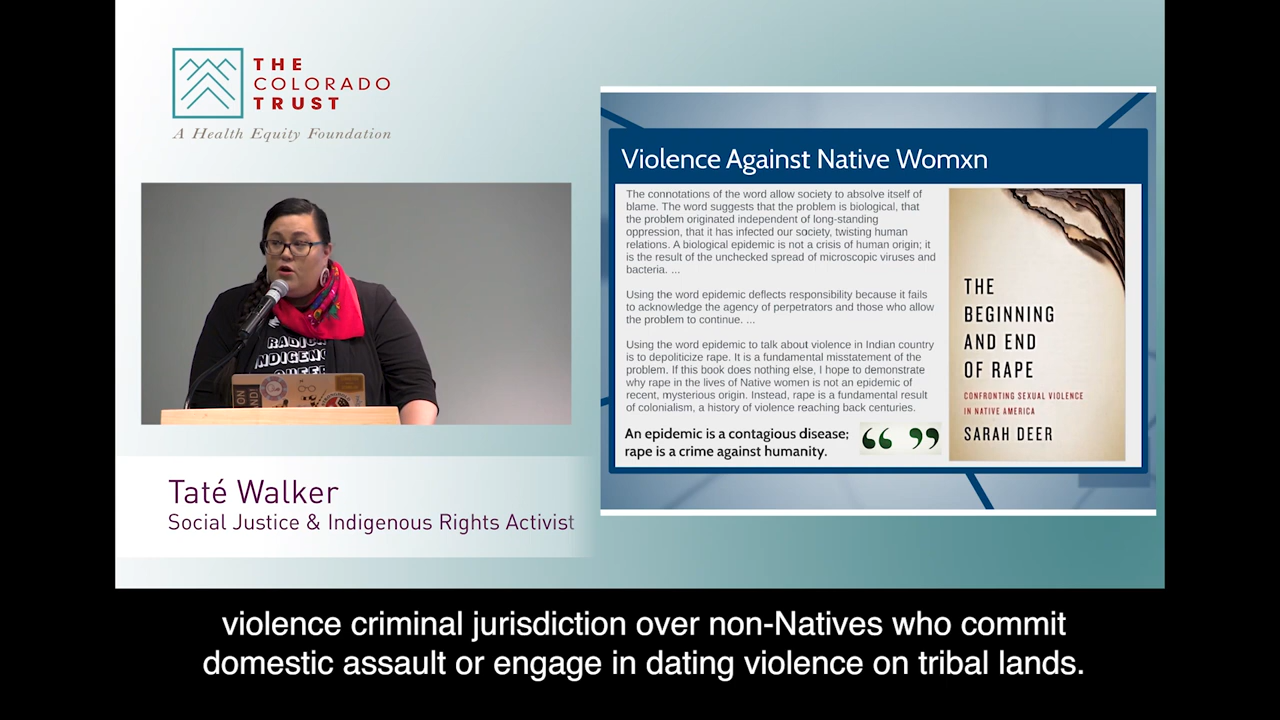 THE
COLORADO
TRUST
A Health Equity Foundation
Violence Against Native Womxn
The connotations of the word allow society to absolve itself of
blame. The word suggests that the problem is biological, that
the problem originated independent of long-standing
oppression, that it has infected our society, twisting human
relations. A biological epidemic is not a crisis of human origin; it
is the result of the unchecked spread of microscopic viruses and
bacteria. ...
Using the word epidemic deflects responsibility because it fails
to acknowledge the agency of perpetrators and those who allow
the problem to continue. ...
Using the word epidemic to talk about violence in Indian country
is to depoliticize rape. It is a fundamental misstatement of the
problem. If this book does nothing else, I hope to demonstrate
why rape in the lives of Native women is not an epidemic of
recent, mysterious origin. Instead, rape is a fundamental result
of colonialism, a history of violence reaching back centuries.
An epidemic is a contagious disease;
rape is a crime against humanity.
“ ”
THE
BEGINNING
AND END
OF RAPE
CONFRONTING SEXUAL VIOLENCE
IN NATIVE AMERICA
SARAH DEER
Taté Walker
Social Justice & Indigenous Rights Activist
violence criminal jurisdiction over non-Natives who commit
domestic assault or engage in dating violence on tribal lands.